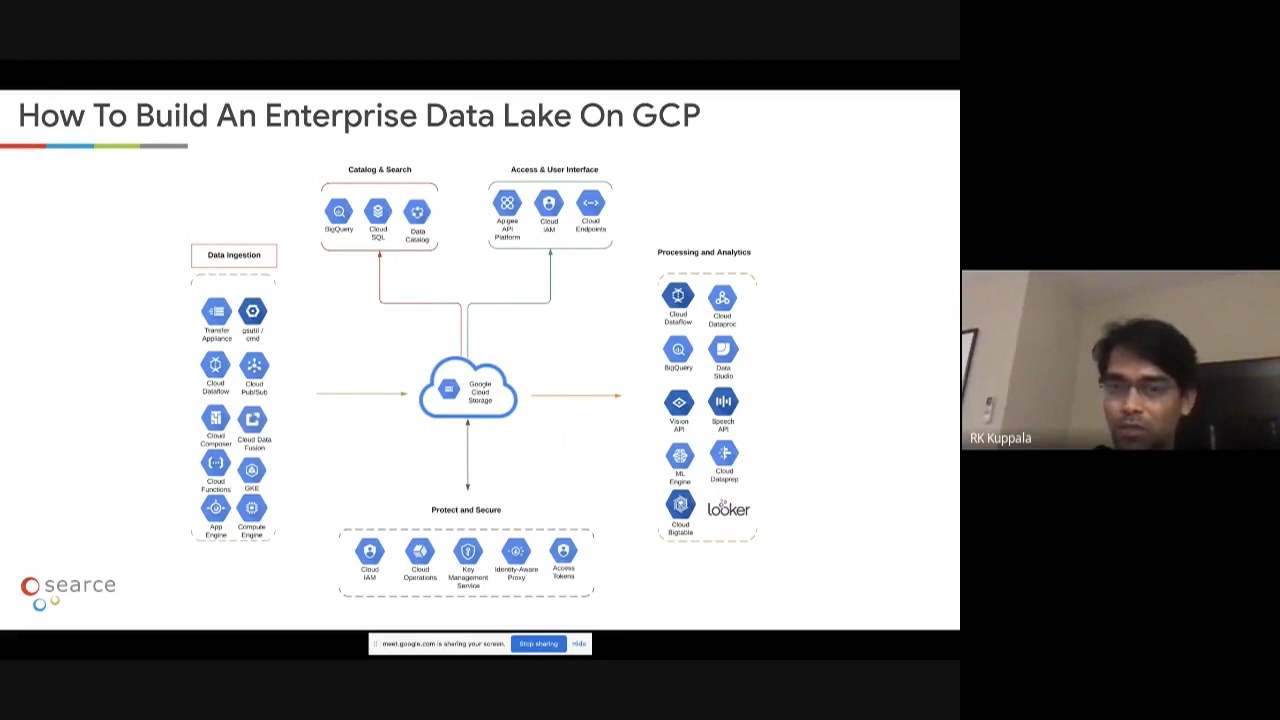 How To Build An Enterprise Data Lake On GCP
Catalog & Search
BigQuery
Cloud
SQL
Data
Catalog
Access & User Interface
Apigee
API
Platform
Cloud
IAM
Cloud
Endpoints
Data Ingestion
Transfer
Appliance
gsutil /
cmd
Cloud
Dataflow
Cloud
Pub/Sub
Cloud
Composer
Cloud Data
Fusion
Cloud
Functions
GKE
App
Engine
Compute
Engine
Google
Cloud
Storage
Processing and Analytics
Cloud
Dataflow
Cloud
Dataproc
BigQuery
Data
Studio
Vision
API
Speech
API
ML
Engine
Cloud
Dataprep
Cloud
Bigtable
looker
Protect and Secure
Cloud
IAM
Cloud
Operations
Key
Management
Service
Identity-Aware
Proxy
Access
Tokens
searce
meet.google.com is sharing your screen.
Stop sharing
Hide
RK Kuppala